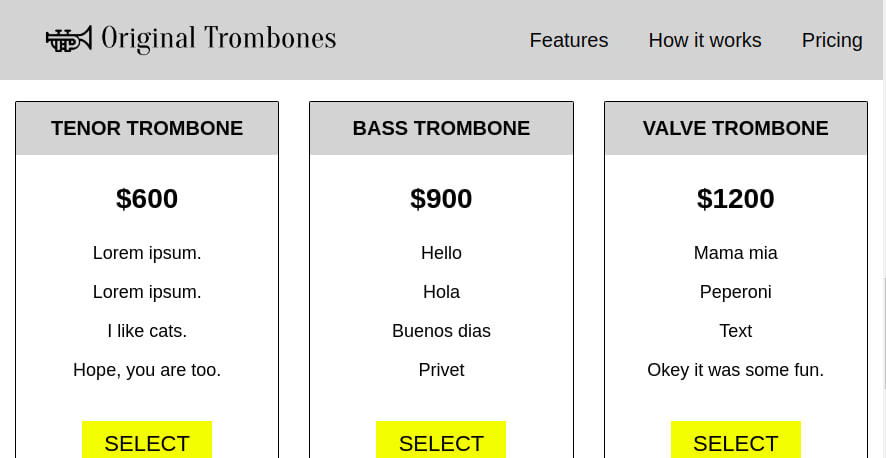 Original Trombones
Features How it works Pricing
TENOR TROMBONE
$600
Lorem ipsum.
Lorem ipsum.
I like cats.
Hope, you are too.
SELECT
BASS TROMBONE
$900
Hello
Hola
Buenos dias
Privet
SELECT
VALVE TROMBONE
$1200
Mama mia
Peperoni
Text
Okey it was some fun.
SELECT